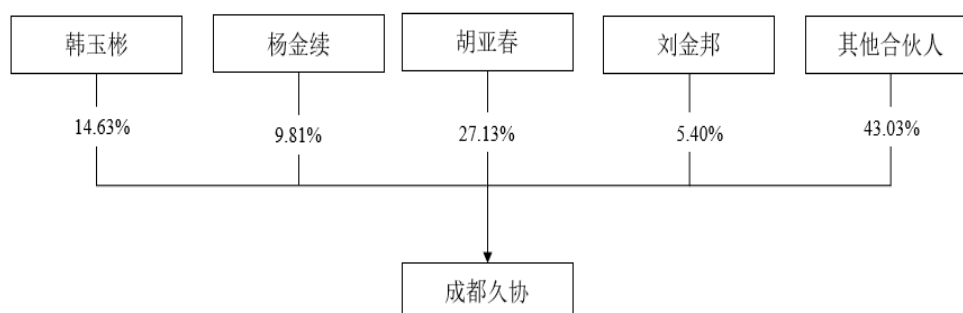 韩玉彬
杨金续
胡亚春
刘金邦
其他合伙人
14.63%
9.81%
27.13%
5.40%
43.03%
成都久协